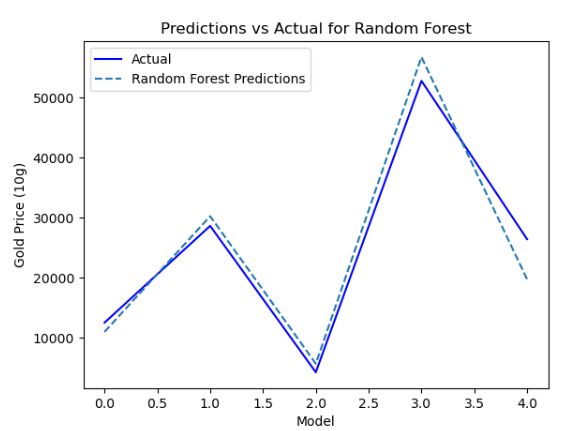 Predictions vs Actual for Random Forest
Actual
Random Forest Predictions
50000
40000
30000
20000
10000
Gold Price (10g)
0.0 0.5 1.0 1.5 2.0 2.5 3.0 3.5 4.0
Model